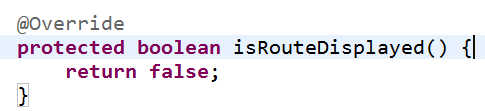 @Override
protected boolean isRouteDisplayed() {
    return false;
}